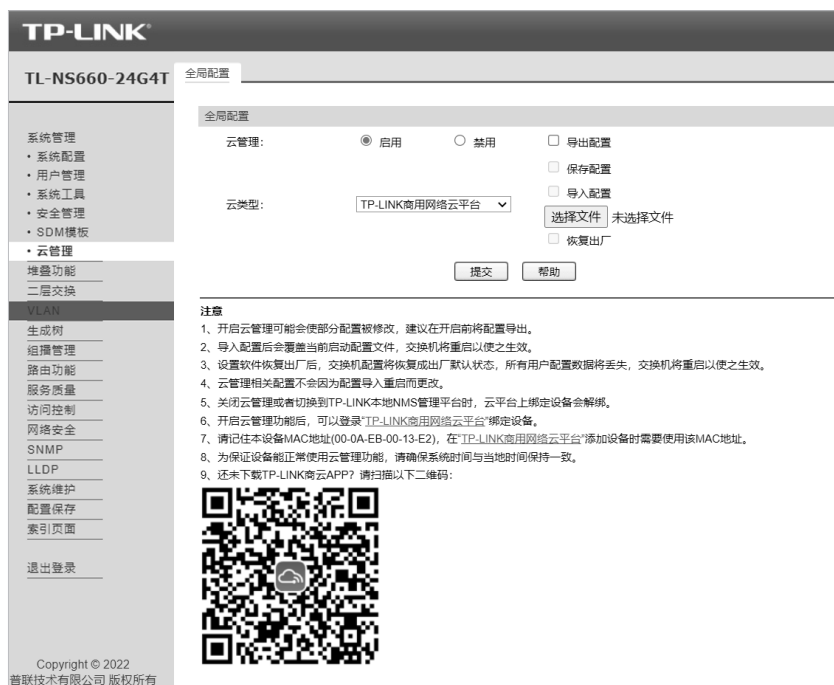 TP-LINK
TL-NS660-24G4T
全局配置
系统管理
• 系统配置
• 用户管理
• 系统工具
• 安全管理
• SDM模板
• 云管理
堆叠功能
二层交换
VLAN
生成树
组播管理
路由功能
服务质量
访问控制
网络安全
SNMP
LLDP
系统维护
配置保存
索引页面
退出登录
Copyright © 2022
普联技术有限公司 版权所有
全局配置
云管理: 启用 禁用 导出配置
保存配置
导入配置
云类型: TP-LINK商用网络云平台 选择文件 未选择文件
恢复出厂
提交 帮助
注意
1、开启云管理可能会使部分配置被修改，建议在开启前将配置导出。
2、导入配置后会覆盖当前启动配置文件，交换机将重启以使之生效。
3、设置软件恢复出厂后，交换机配置将恢复成出厂默认状态，所有用户配置数据将丢失，交换机将重启以使之生效。
4、云管理相关配置不会因为配置导入重启而更改。
5、关闭云管理或者切换到TP-LINK本地NMS管理平台时，云平台上绑定设备会解绑。
6、开启云管理功能后，可以登录“TP-LINK商用网络云平台”绑定设备。
7、请记住本设备MAC地址(00-0A-EB-00-13-E2)，在“TP-LINK商用网络云平台”添加设备时需要使用该MAC地址。
8、为保证设备能正常使用云管理功能，请确保系统时间与当地时间保持一致。
9、还未下载TP-LINK商云APP？请扫描以下二维码：